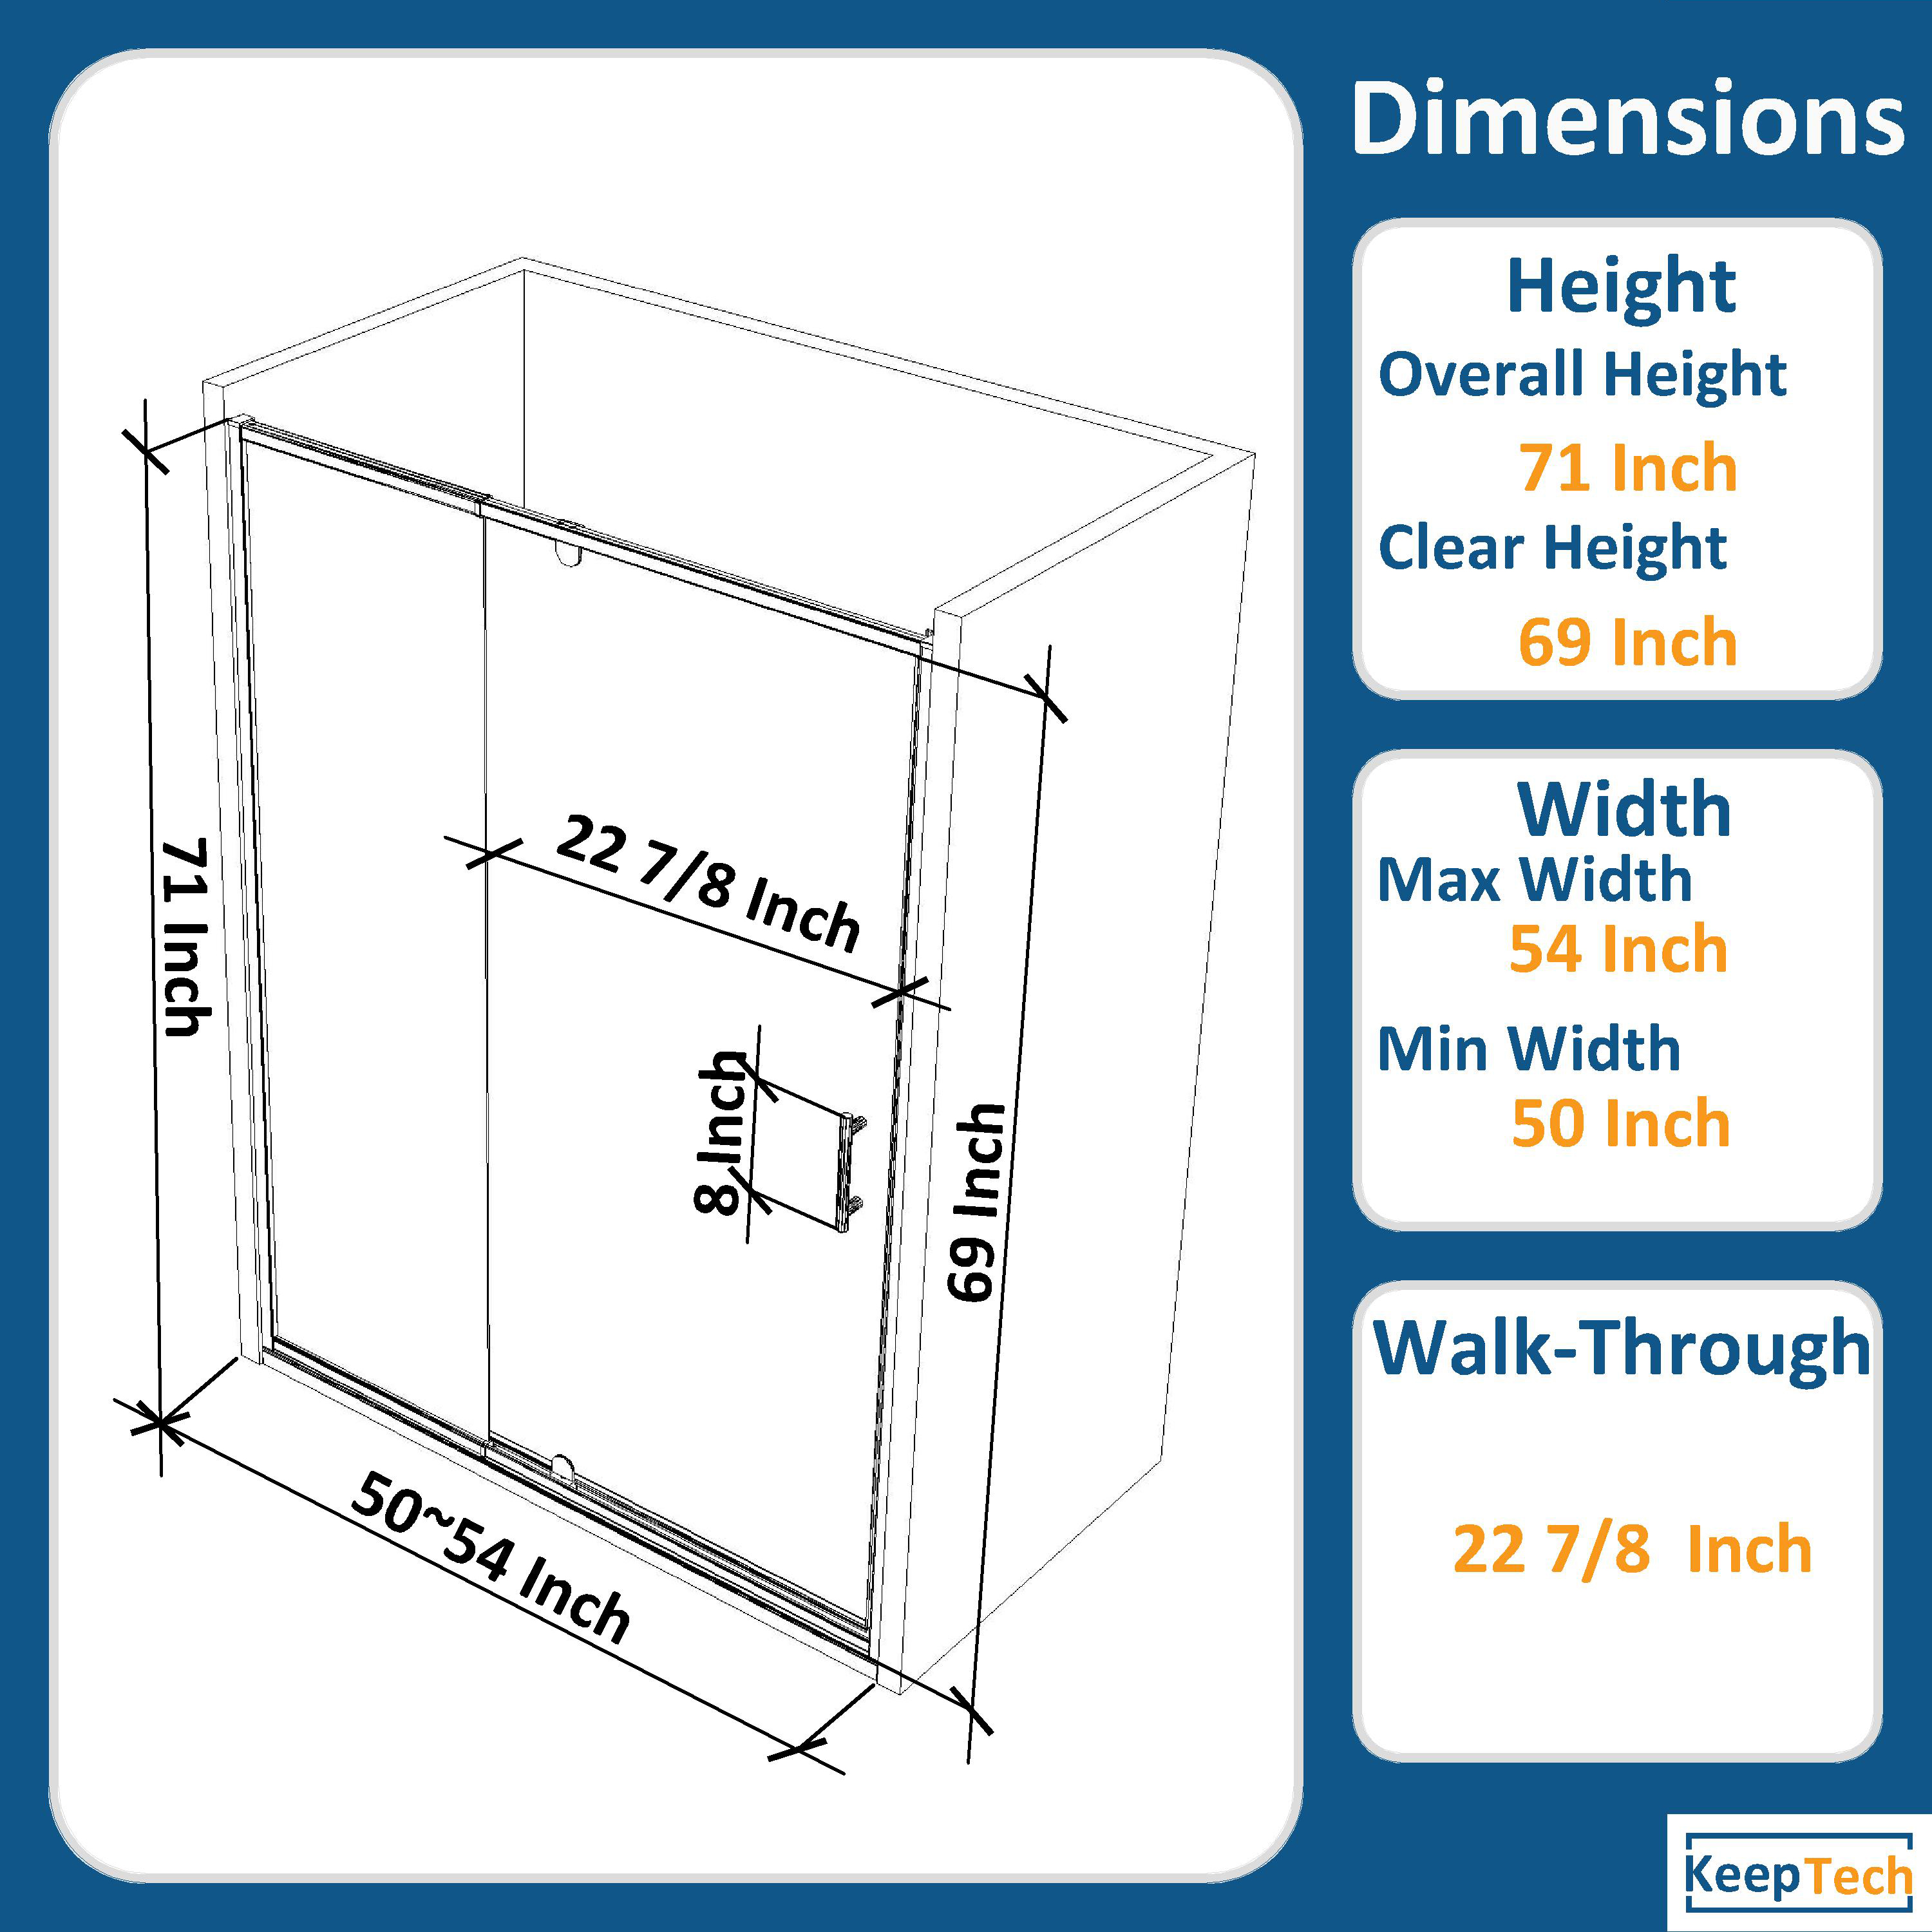 Dimensions
Height
Overall Height
71 Inch
Clear Height
69 Inch
Width
Max Width
54 Inch
Min Width
50 Inch
Walk-Through
22 7/8 Inch
71 Inch
22 7/8 Inch
8 Inch
69 Inch
50~54 Inch
KeepTech